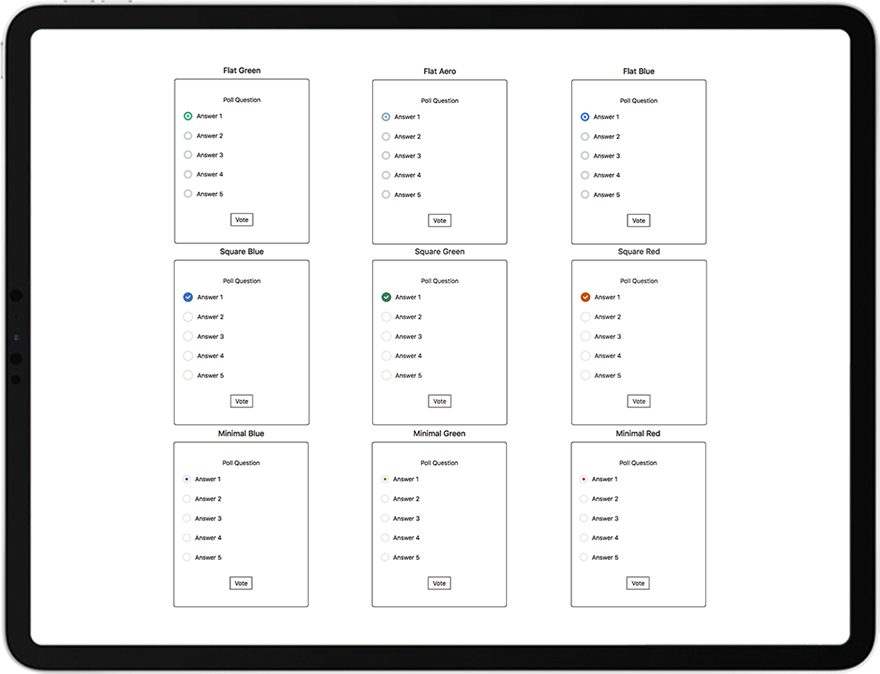 Flat Green
Poll Question
Answer 1
Answer 2
Answer 3
Answer 4
Answer 5
Vote
Flat Aero
Poll Question
Answer 1
Answer 2
Answer 3
Answer 4
Answer 5
Vote
Flat Blue
Poll Question
Answer 1
Answer 2
Answer 3
Answer 4
Answer 5
Vote
Square Blue
Poll Question
Answer 1
Answer 2
Answer 3
Answer 4
Answer 5
Vote
Square Green
Poll Question
Answer 1
Answer 2
Answer 3
Answer 4
Answer 5
Vote
Square Red
Poll Question
Answer 1
Answer 2
Answer 3
Answer 4
Answer 5
Vote
Minimal Blue
Poll Question
Answer 1
Answer 2
Answer 3
Answer 4
Answer 5
Vote
Minimal Green
Poll Question
Answer 1
Answer 2
Answer 3
Answer 4
Answer 5
Vote
Minimal Red
Poll Question
Answer 1
Answer 2
Answer 3
Answer 4
Answer 5
Vote